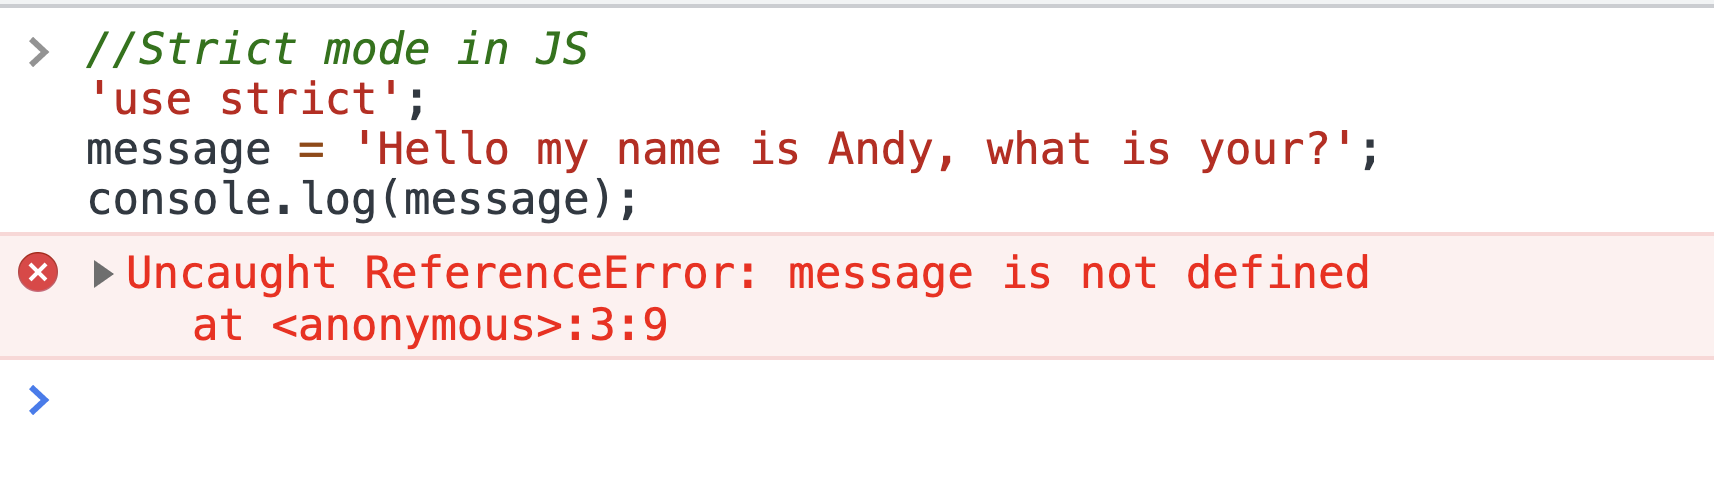 //Strict mode in JS
'use strict';
message = 'Hello my name is Andy, what is your?';
console.log(message);
Uncaught ReferenceError: message is not defined
at <anonymous>:3:9